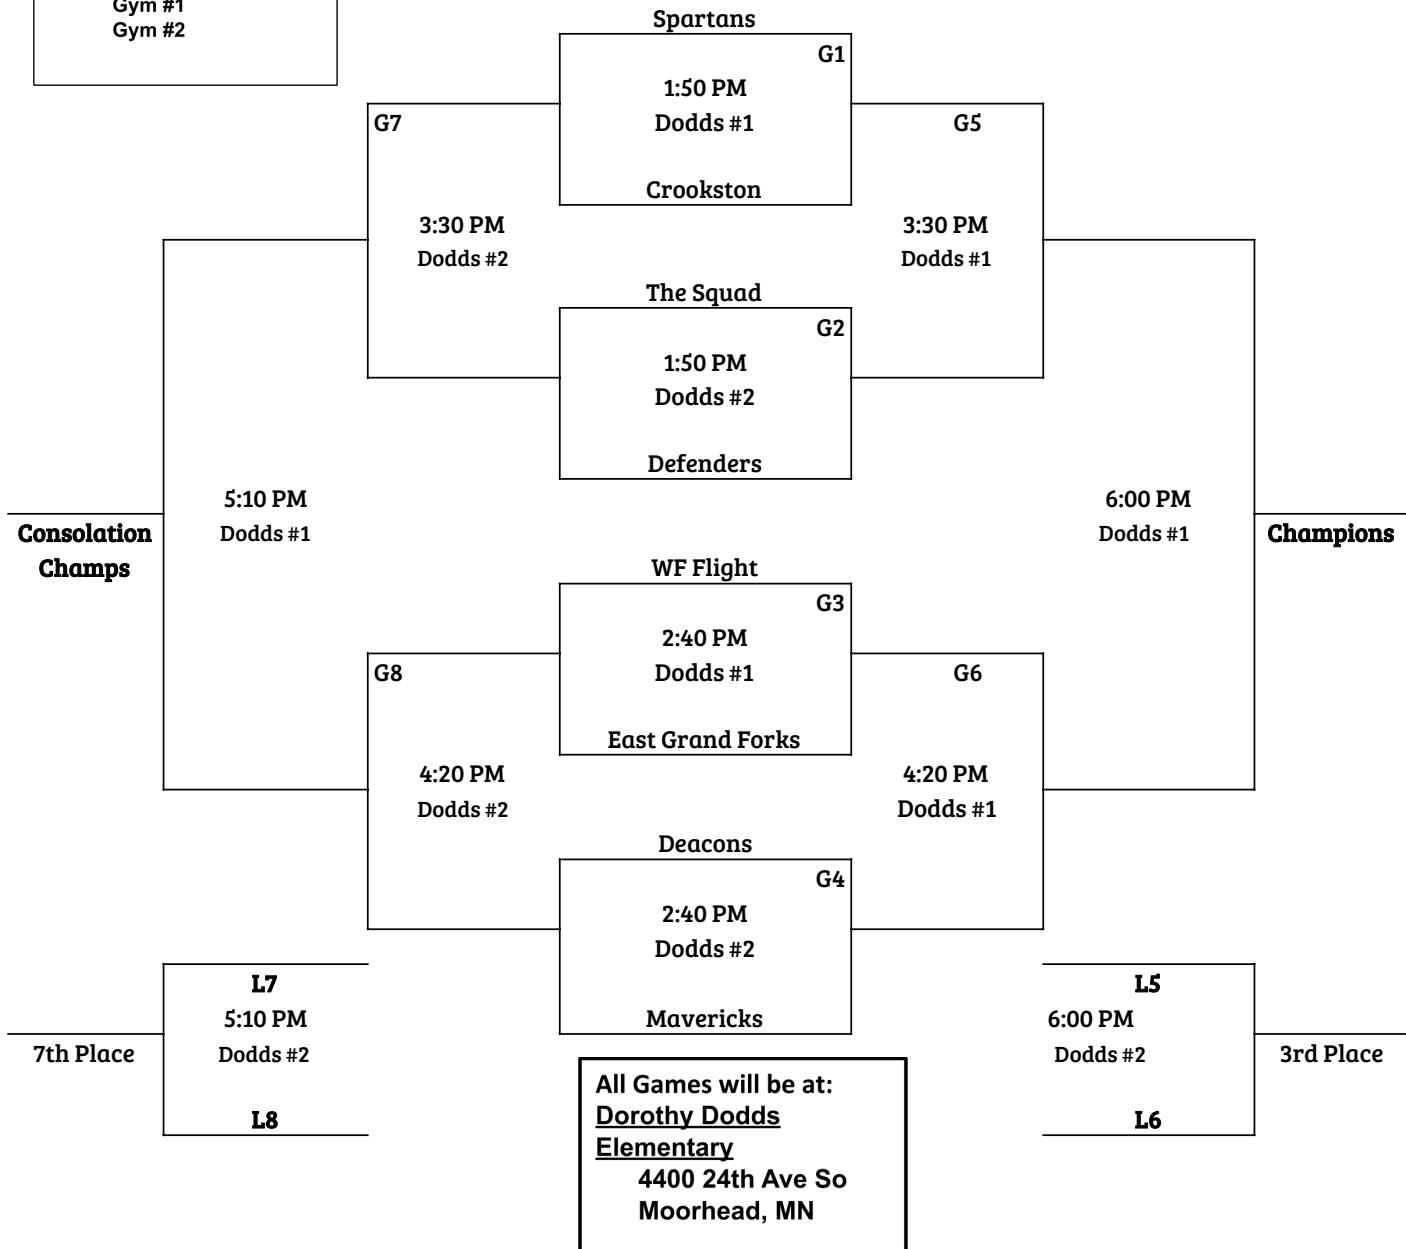 Gym #1
Gym #2
Spartans
G1
1:50 PM
Dodds #1
G7
G5
Crookston
3:30 PM
Dodds #2
3:30 PM
Dodds #1
The Squad
G2
1:50 PM
Dodds #2
Defenders
5:10 PM
Dodds #1
6:00 PM
Dodds #1
Consolation
Champs
Champions
WF Flight
G3
2:40 PM
Dodds #1
G8
G6
East Grand Forks
4:20 PM
Dodds #2
4:20 PM
Dodds #1
Deacons
G4
2:40 PM
Dodds #2
Mavericks
L7
5:10 PM
Dodds #2
7th Place
L8
L5
6:00 PM
Dodds #2
3rd Place
L6
All Games will be at:
Dorothy Dodds
Elementary
4400 24th Ave So
Moorhead, MN